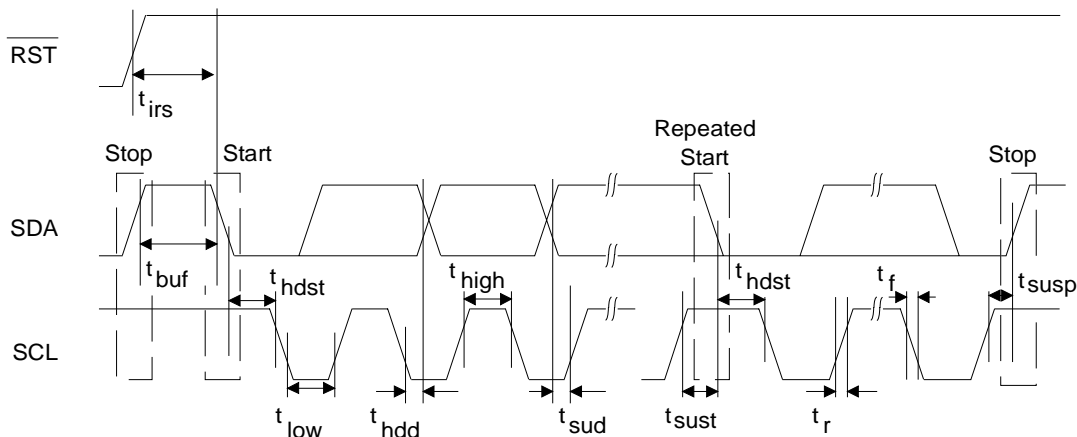 RST
t irs
Repeated
Stop
Start
Start
Stop
SDA
t buf
t hdst
t high
t hdst
t f
t susp
SCL
t low
t hdd
t sud
t sust
t r